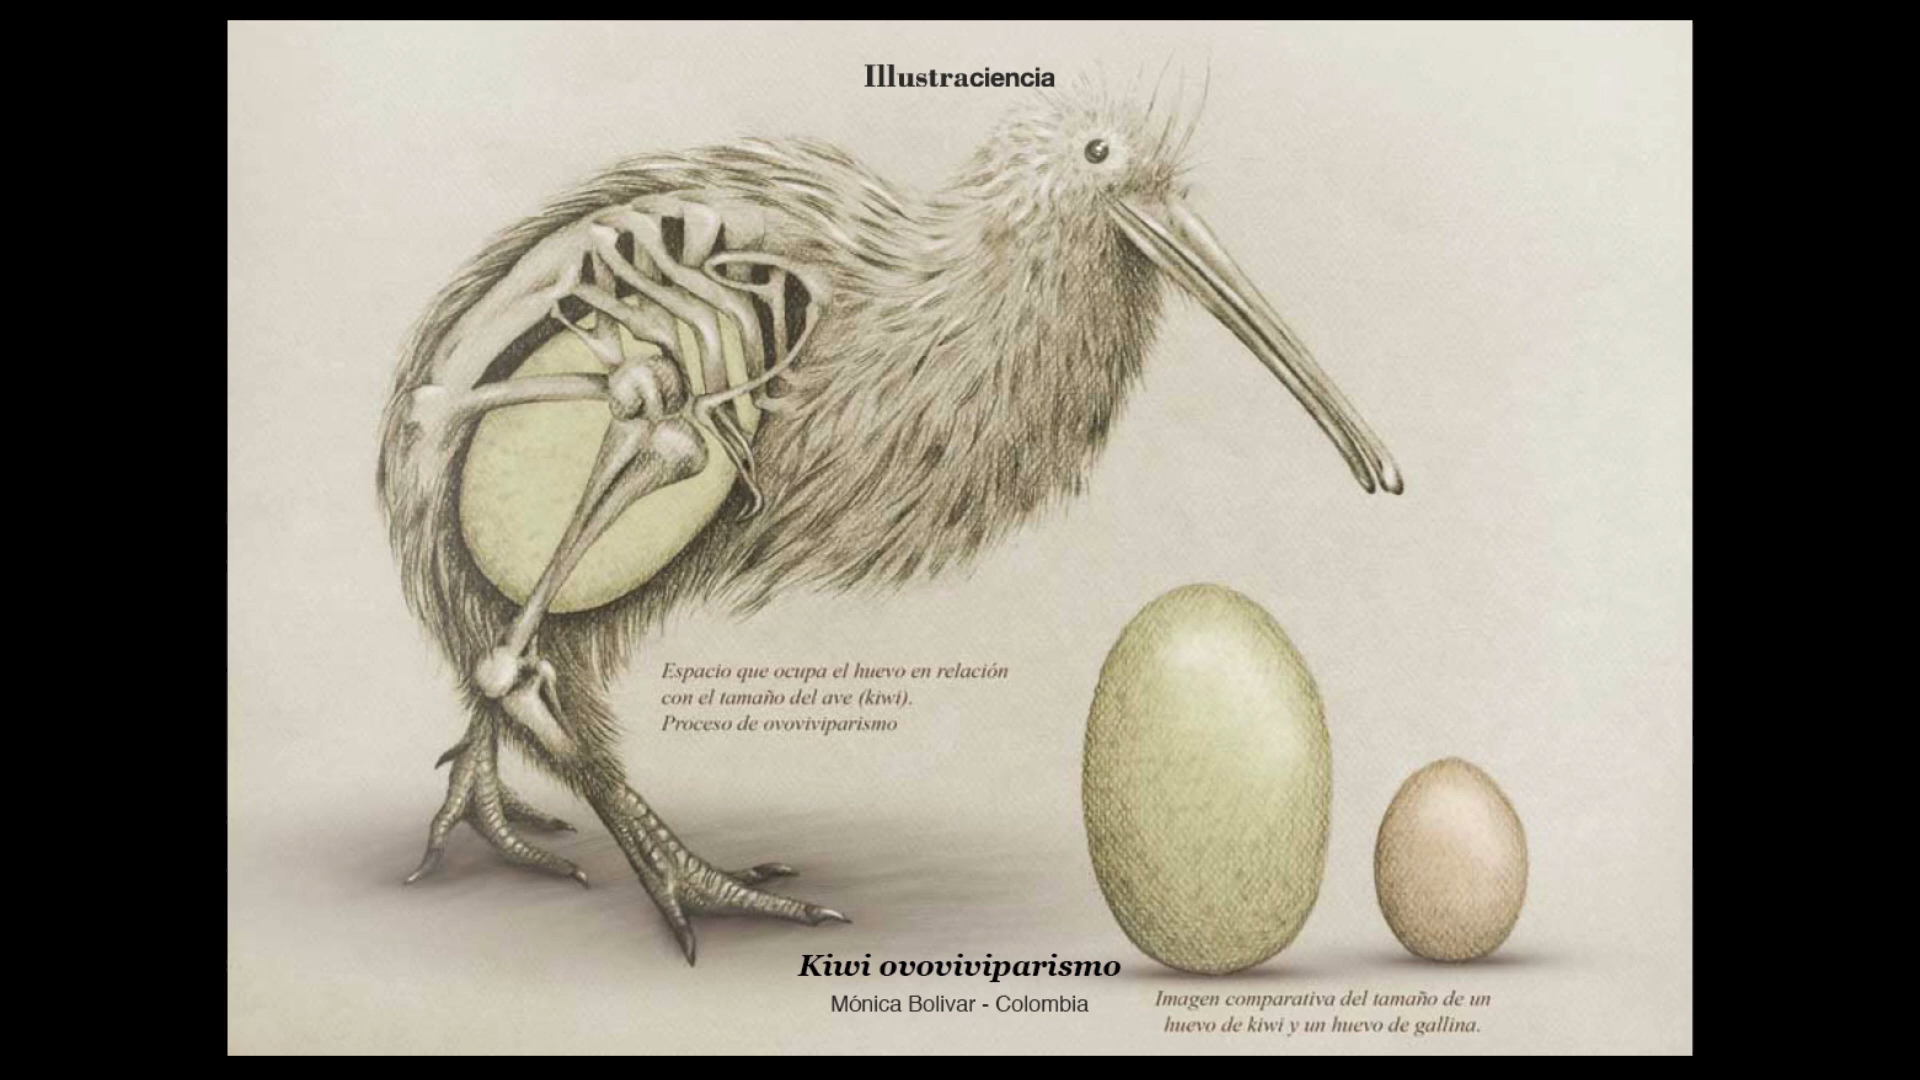 Illustraciencia
Espacio que ocupa el huevo en relación
con el tamaño del ave (kiwi).
Proceso de ovoviviparismo
Kiwi ovoviviparismo
Mónica Bolivar - Colombia
Imagen comparativa del tamaño de un
huevo de kiwi y un huevo de gallina.